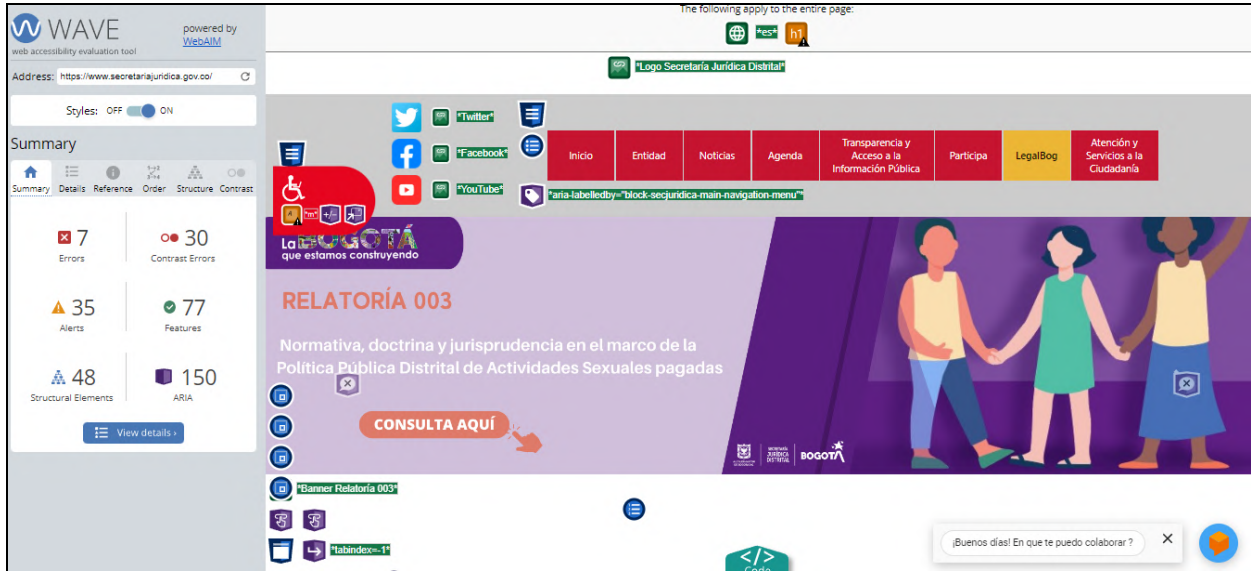 WAVE
web accessibility evaluation tool
powered by
WebAIM
Address: https://www.secretariajuridica.gov.co/
Styles: OFF ON
Summary
Summary Details Reference Order Structure Contrast
7
Errors
30
Contrast Errors
35
Alerts
77
Features
48
Structural Elements
150
ARIA
View details ›
The following apply to the entire page:
*es* h1
*Logo Secretaría Jurídica Distrital*
*Twitter*
*Facebook*
*YouTube*
Inicio
Entidad
Noticias
Agenda
Transparencia y
Acceso a la
Información Pública
Participa
LegalBog
Atención y
Servicios a la
Ciudadanía
*aria-labelledby="block-secjuridica-main-navigation-menu"*
La BOGOTÁ
que estamos construyendo
RELATORÍA 003
Normativa, doctrina y jurisprudencia en el marco de la
Política Pública Distrital de Actividades Sexuales pagadas
CONSULTA AQUÍ
SECRETARÍA
JURÍDICA
DISTRITAL
BOGOTÁ
*Banner Relatoría 003*
*tabindex=-1*
</>
Code
¡Buenos días! En que te puedo colaborar ?